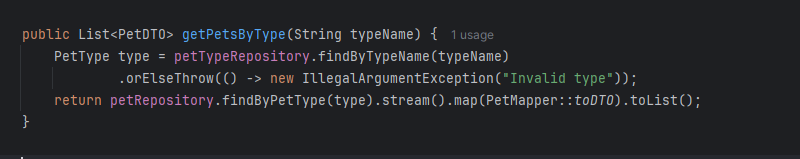 public List<PetDTO> getPetsByType(String typeName) { 1 usage
    PetType type = petTypeRepository.findByTypeName(typeName)
            .orElseThrow(() -> new IllegalArgumentException("Invalid type"));
    return petRepository.findByPetType(type).stream().map(PetMapper::toDTO).toList();
}